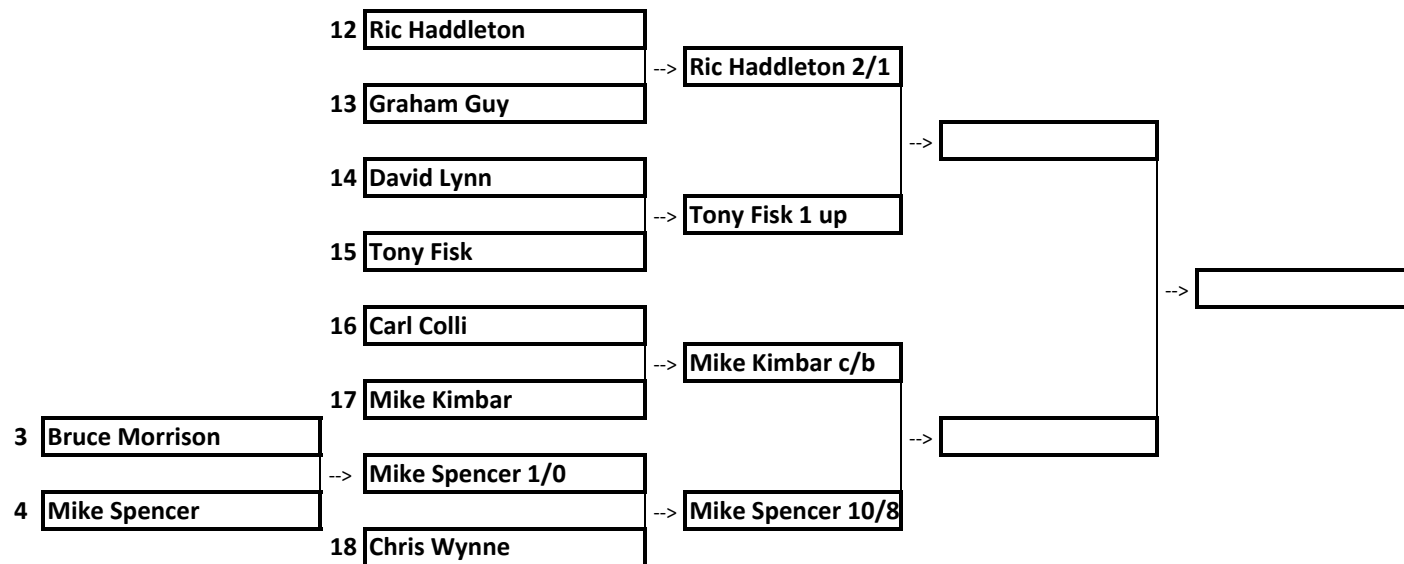 12 Ric Haddleton
--> Ric Haddleton 2/1
13 Graham Guy
-->
14 David Lynn
--> Tony Fisk 1 up
15 Tony Fisk
-->
16 Carl Colli
--> Mike Kimbar c/b
17 Mike Kimbar
3 Bruce Morrison
-->
--> Mike Spencer 1/0
4 Mike Spencer
--> Mike Spencer 10/8
18 Chris Wynne